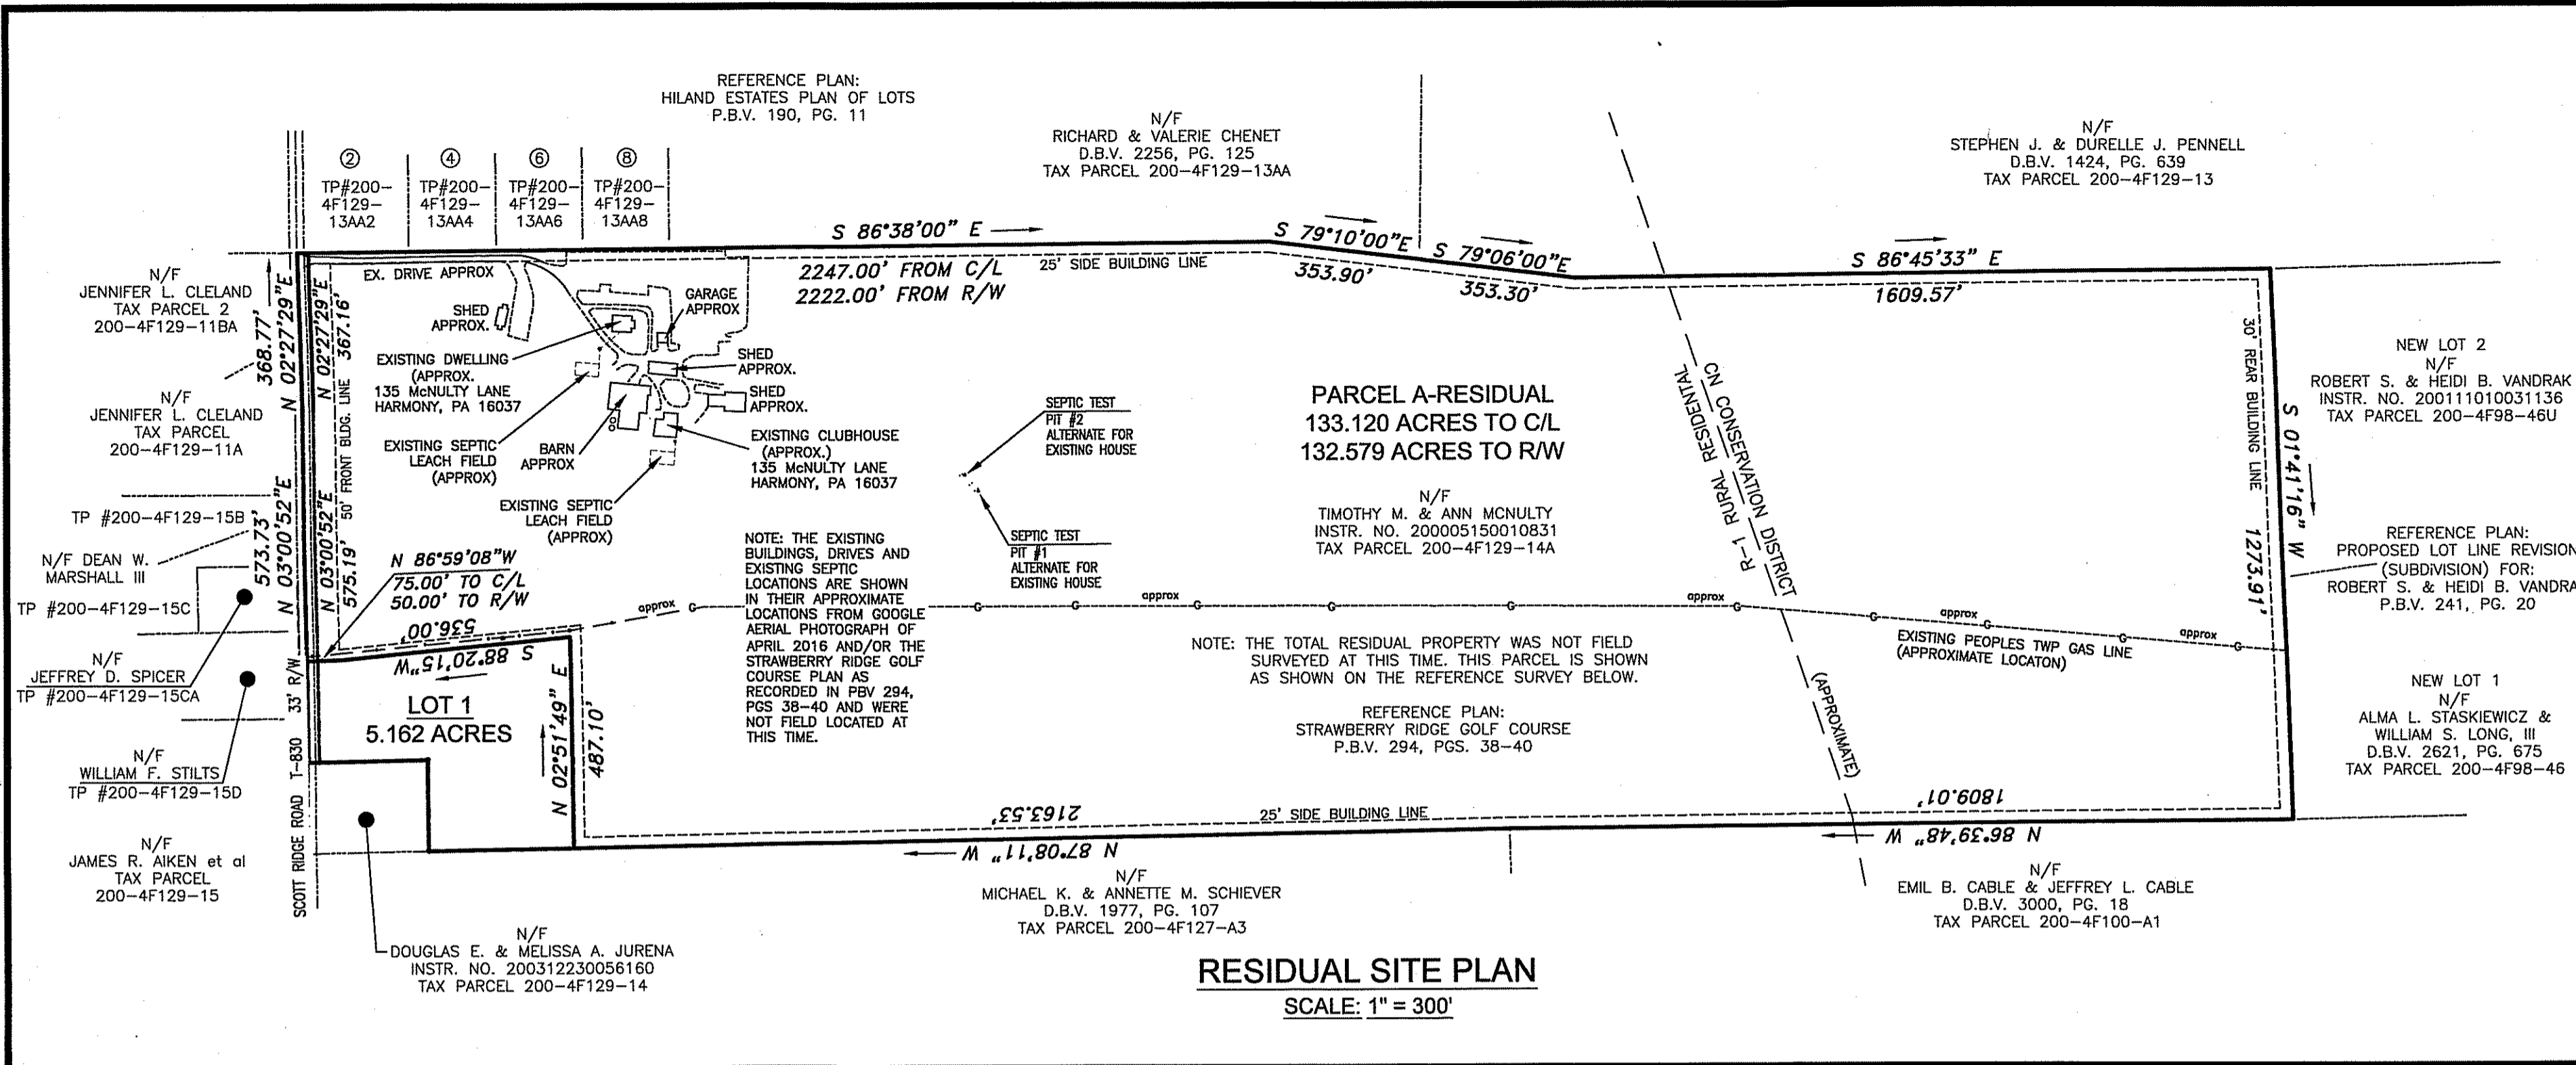 REFERENCE PLAN:
HILAND ESTATES PLAN OF LOTS
P.B.V. 190, PG. 11
N/F
RICHARD & VALERIE CHENET
D.B.V. 2256, PG. 125
TAX PARCEL 200-4F129-13AA
N/F
STEPHEN J. & DURELLE J. PENNELL
D.B.V. 1424, PG. 639
TAX PARCEL 200-4F129-13
2
TP#200-
4F129-
13AA2
4
TP#200-
4F129-
13AA4
6
TP#200-
4F129-
13AA6
8
TP#200-
4F129-
13AA8
S 86°38'00" E
2247.00' FROM C/L
2222.00' FROM R/W
25' SIDE BUILDING LINE
S 79°10'00"E
353.90'
S 79°06'00"E
353.30'
S 86°45'33" E
1609.57'
N/F
JENNIFER L. CLELAND
TAX PARCEL 2
200-4F129-11BA
N/F
JENNIFER L. CLELAND
TAX PARCEL
200-4F129-11A
TP #200-4F129-15B
N/F DEAN W.
MARSHALL III
TP #200-4F129-15C
N/F
JEFFREY D. SPICER
TP #200-4F129-15CA
N/F
WILLIAM F. STILTS
TP #200-4F129-15D
N/F
JAMES R. AIKEN et al
TAX PARCEL
200-4F129-15
368.77'
N 02°27'29"E
N 02°27'29"E
367.16'
573.73'
N 03°00'52"E
N 03°00'52"E
575.19'
50' FRONT BLDG. LINE
SCOTT RIDGE ROAD T-830 33' R/W
EX. DRIVE APPROX
SHED
APPROX.
GARAGE
APPROX
EXISTING DWELLING
(APPROX.
135 McNULTY LANE
HARMONY, PA 16037
SHED
APPROX.
SHED
APPROX.
EXISTING SEPTIC
LEACH FIELD
(APPROX)
BARN
APPROX
EXISTING CLUBHOUSE
(APPROX.)
135 McNULTY LANE
HARMONY, PA 16037
EXISTING SEPTIC
LEACH FIELD
(APPROX)
SEPTIC TEST
PIT #2
ALTERNATE FOR
EXISTING HOUSE
SEPTIC TEST
PIT #1
ALTERNATE FOR
EXISTING HOUSE
PARCEL A-RESIDUAL
133.120 ACRES TO C/L
132.579 ACRES TO R/W
N/F
TIMOTHY M. & ANN MCNULTY
INSTR. NO. 200005150010831
TAX PARCEL 200-4F129-14A
R-1 RURAL RESIDENTAL
CONSERVATION DISTRICT
(APPROXIMATE)
30' REAR BUILDING LINE
1273.91'
S 01°41'16" W
NEW LOT 2
N/F
ROBERT S. & HEIDI B. VANDRAK
INSTR. NO. 200111010031136
TAX PARCEL 200-4F98-46U
REFERENCE PLAN:
PROPOSED LOT LINE REVISION
(SUBDIVISION) FOR:
ROBERT S. & HEIDI B. VANDRA
P.B.V. 241, PG. 20
NEW LOT 1
N/F
ALMA L. STASKIEWICZ &
WILLIAM S. LONG, III
D.B.V. 2621, PG. 675
TAX PARCEL 200-4F98-46
N 86°59'08"W
75.00' TO C/L
50.00' TO R/W
536.00'
S 88°20'15"W
NOTE: THE EXISTING
BUILDINGS, DRIVES AND
EXISTING SEPTIC
LOCATIONS ARE SHOWN
IN THEIR APPROXIMATE
LOCATIONS FROM GOOGLE
AERIAL PHOTOGRAPH OF
APRIL 2016 AND/OR THE
STRAWBERRY RIDGE GOLF
COURSE PLAN AS
RECORDED IN PBV 294,
PGS 38-40 AND WERE
NOT FIELD LOCATED AT
THIS TIME.
approx G
G
G
approx
G
G
G
approx
G
G
approx
G
approx
G
EXISTING PEOPLES TWP GAS LINE
(APPROXIMATE LOCATON)
NOTE: THE TOTAL RESIDUAL PROPERTY WAS NOT FIELD
SURVEYED AT THIS TIME. THIS PARCEL IS SHOWN
AS SHOWN ON THE REFERENCE SURVEY BELOW.
REFERENCE PLAN:
STRAWBERRY RIDGE GOLF COURSE
P.B.V. 294, PGS. 38-40
LOT 1
5.162 ACRES
N 02°51'49" E
487.10'
2163.53'
25' SIDE BUILDING LINE
1809.01'
N 87°08'11" W
N 86°39'48" W
N/F
MICHAEL K. & ANNETTE M. SCHIEVER
D.B.V. 1977, PG. 107
TAX PARCEL 200-4F127-A3
N/F
EMIL B. CABLE & JEFFREY L. CABLE
D.B.V. 3000, PG. 18
TAX PARCEL 200-4F100-A1
N/F
DOUGLAS E. & MELISSA A. JURENA
INSTR. NO. 200312230056160
TAX PARCEL 200-4F129-14
RESIDUAL SITE PLAN
SCALE: 1" = 300'